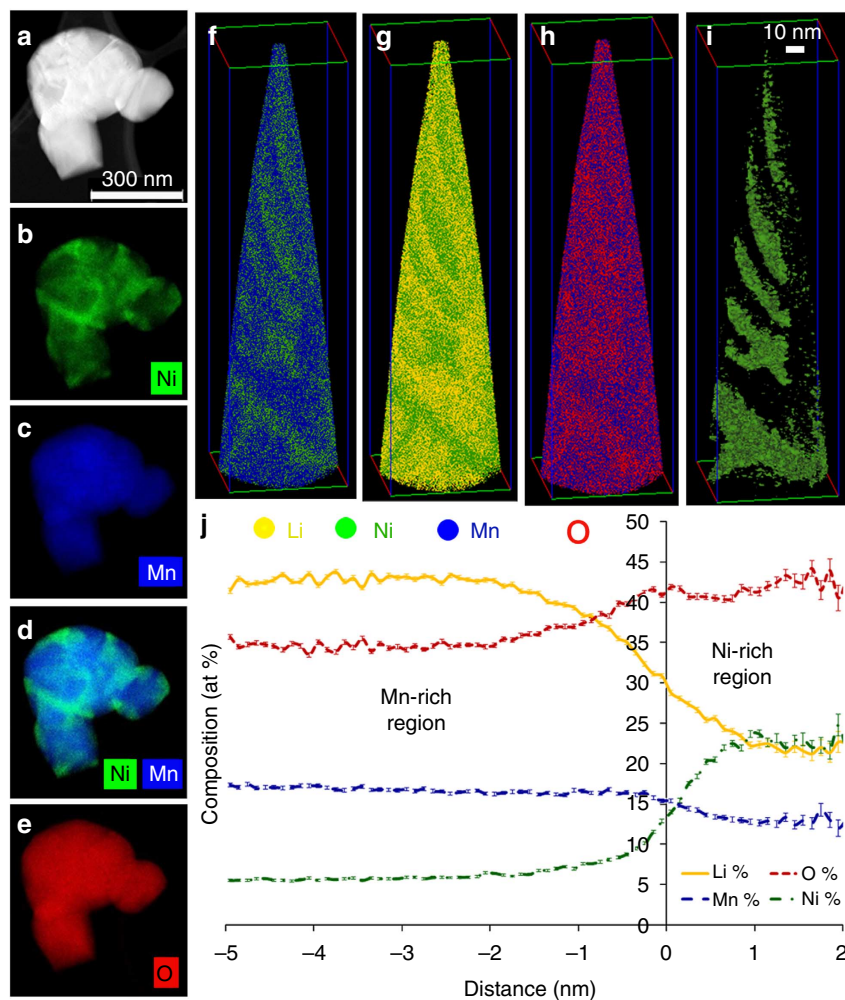 a
300 nm
b
Ni
c
Mn
d
Ni Mn
e
O
f
g
h
i
10 nm
j
Li Ni Mn O
Composition (at %)
50
45
40
35
30
25
20
15
10
5
0
Mn-rich
region
Ni-rich
region
Li % O %
Mn % Ni %
–5 –4 –3 –2 –1 0 1 2
Distance (nm)